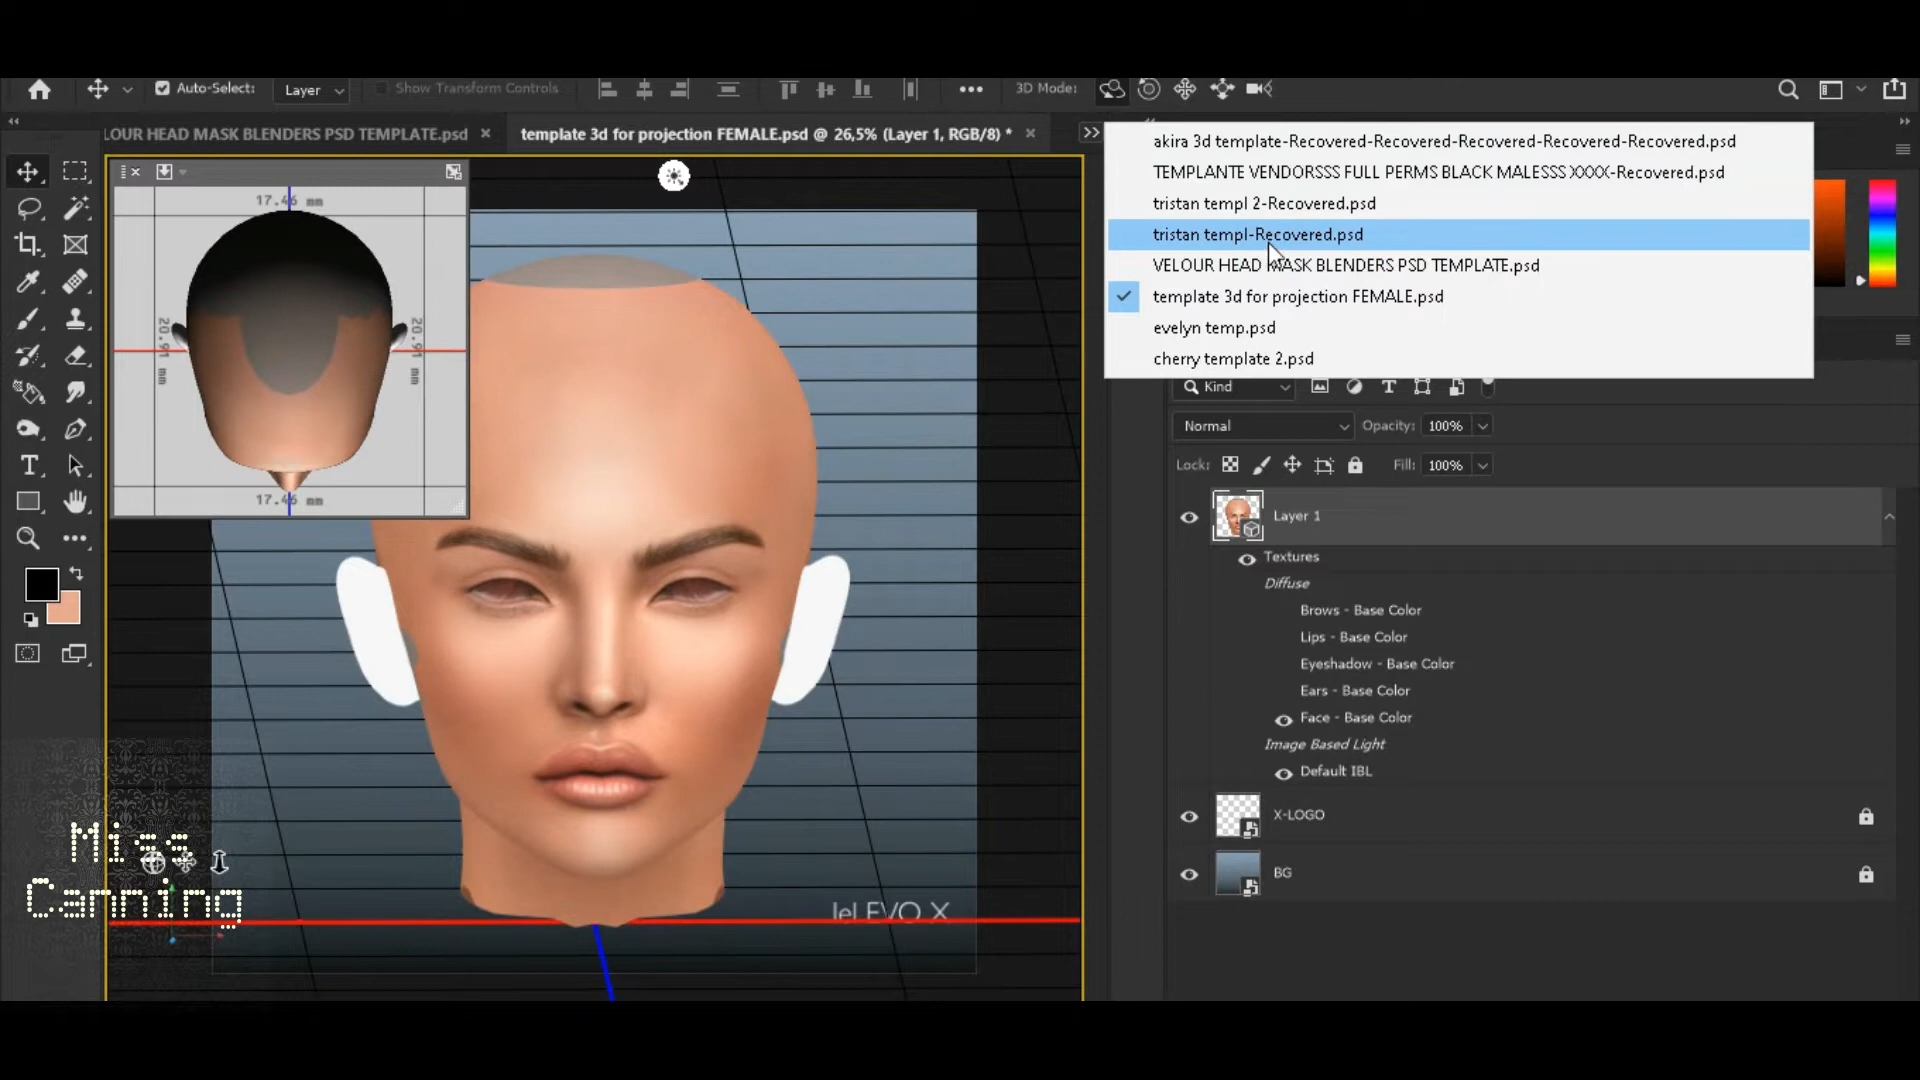 Auto-Select:
Layer
Show Transform Controls
3D Mode:
LOUR HEAD MASK BLENDERS PSD TEMPLATE.psd
template 3d for projection FEMALE.psd @ 26,5% (Layer 1, RGB/8) *
akira 3d template-Recovered-Recovered-Recovered-Recovered-Recovered.psd
TEMPLANTE VENDORSSS FULL PERMS BLACK MALESSS XXXX-Recovered.psd
tristan templ 2-Recovered.psd
tristan templ-Recovered.psd
VELOUR HEAD MASK BLENDERS PSD TEMPLATE.psd
template 3d for projection FEMALE.psd
evelyn temp.psd
cherry template 2.psd
17.46 mm
20.91 mm
20.91 mm
17.46 mm
Kind
Normal
Opacity: 100%
Lock:
Fill: 100%
Layer 1
Textures
Diffuse
Brows - Base Color
Lips - Base Color
Eyeshadow - Base Color
Ears - Base Color
Face - Base Color
Image Based Light
Default IBL
X-LOGO
BG
lel EVO X
Miss
Canning